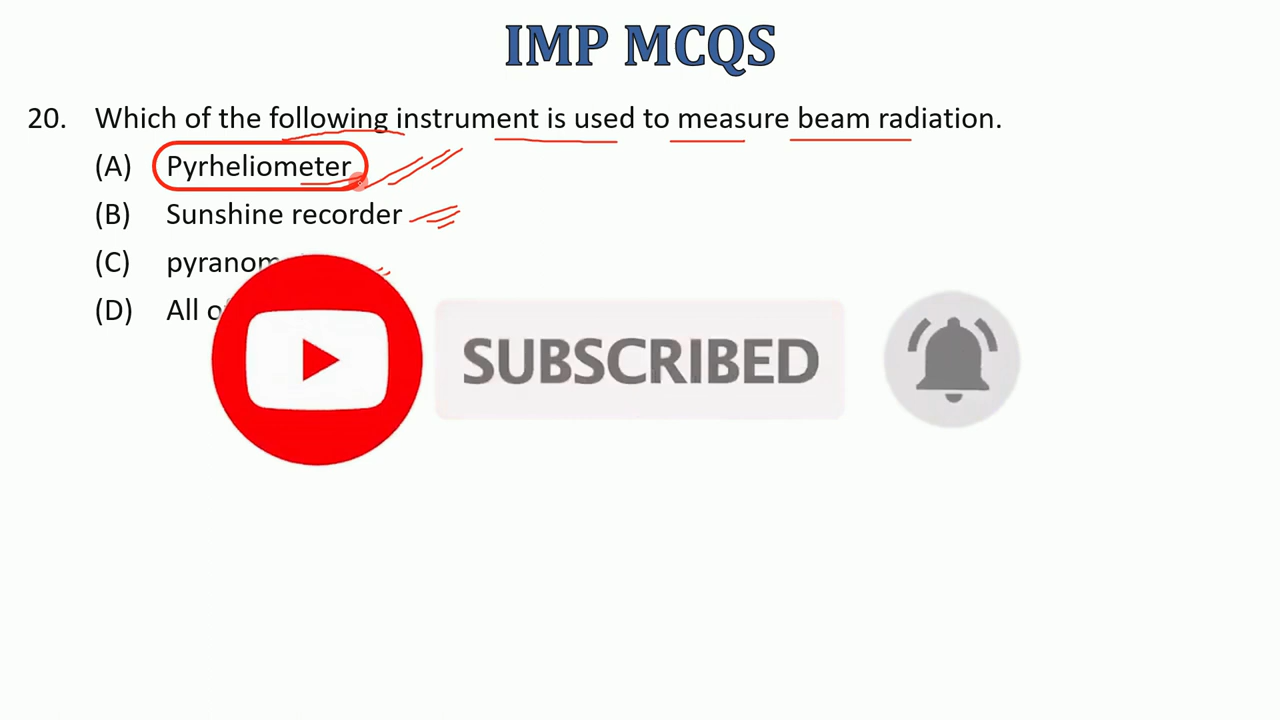 IMP MCQS
20. Which of the following instrument is used to measure beam radiation.
(A) Pyrheliometer
(B) Sunshine recorder
(C)
(D) All
SUBSCRIBED